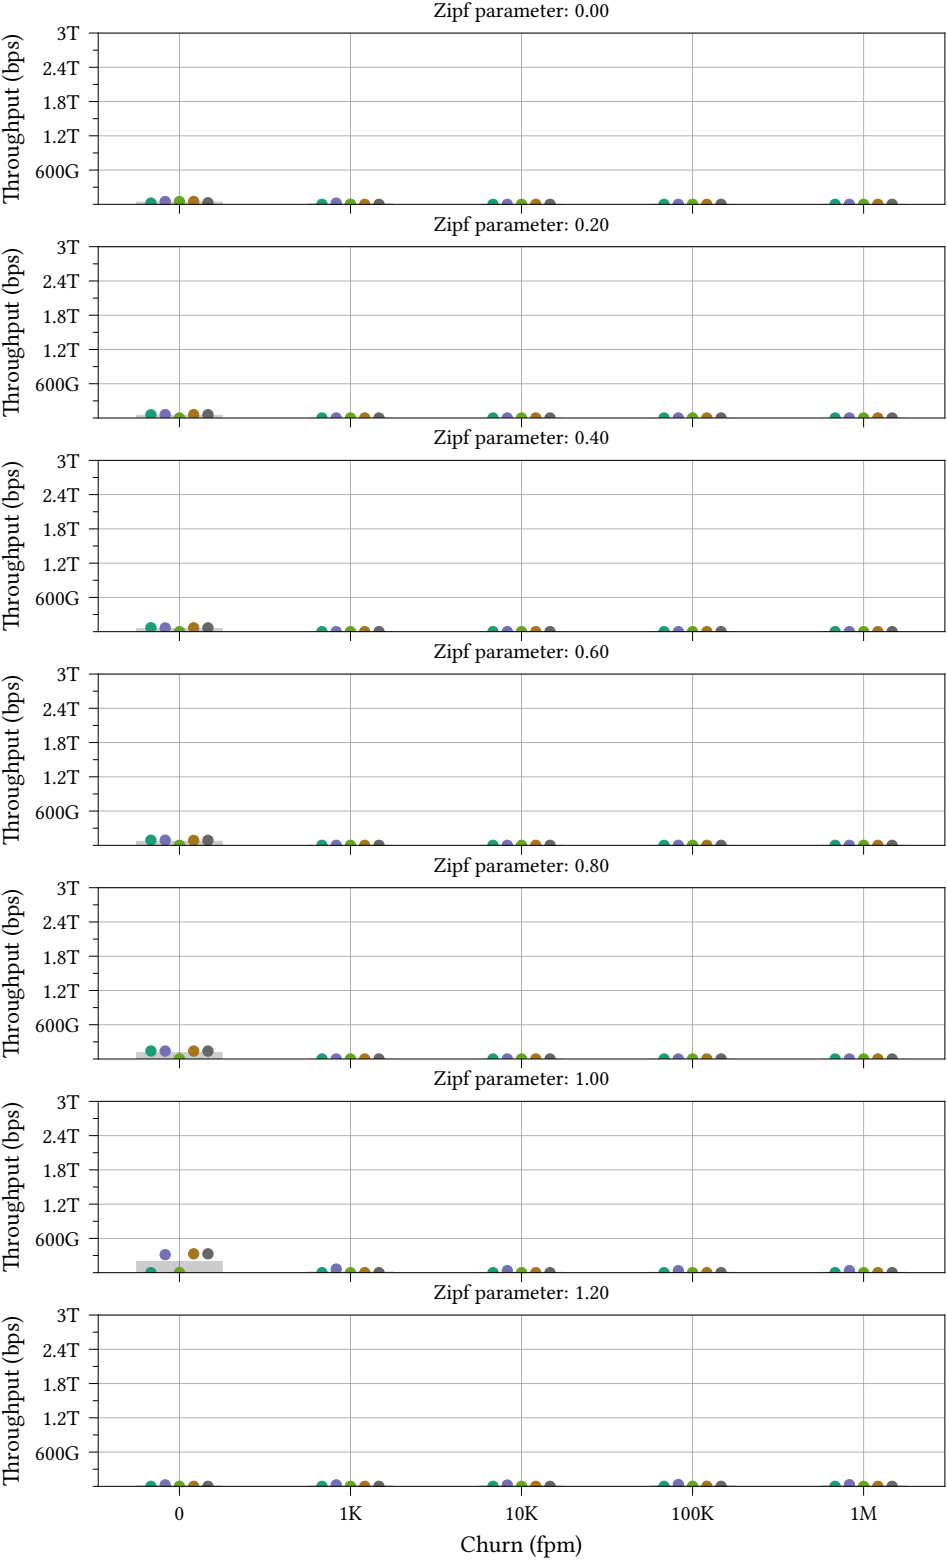 Zipf parameter: 0.00
Throughput (bps)
3T
2.4T
1.8T
1.2T
600G
Zipf parameter: 0.20
Throughput (bps)
3T
2.4T
1.8T
1.2T
600G
Zipf parameter: 0.40
Throughput (bps)
3T
2.4T
1.8T
1.2T
600G
Zipf parameter: 0.60
Throughput (bps)
3T
2.4T
1.8T
1.2T
600G
Zipf parameter: 0.80
Throughput (bps)
3T
2.4T
1.8T
1.2T
600G
Zipf parameter: 1.00
Throughput (bps)
3T
2.4T
1.8T
1.2T
600G
Zipf parameter: 1.20
Throughput (bps)
3T
2.4T
1.8T
1.2T
600G
0 1K 10K 100K 1M
Churn (fpm)